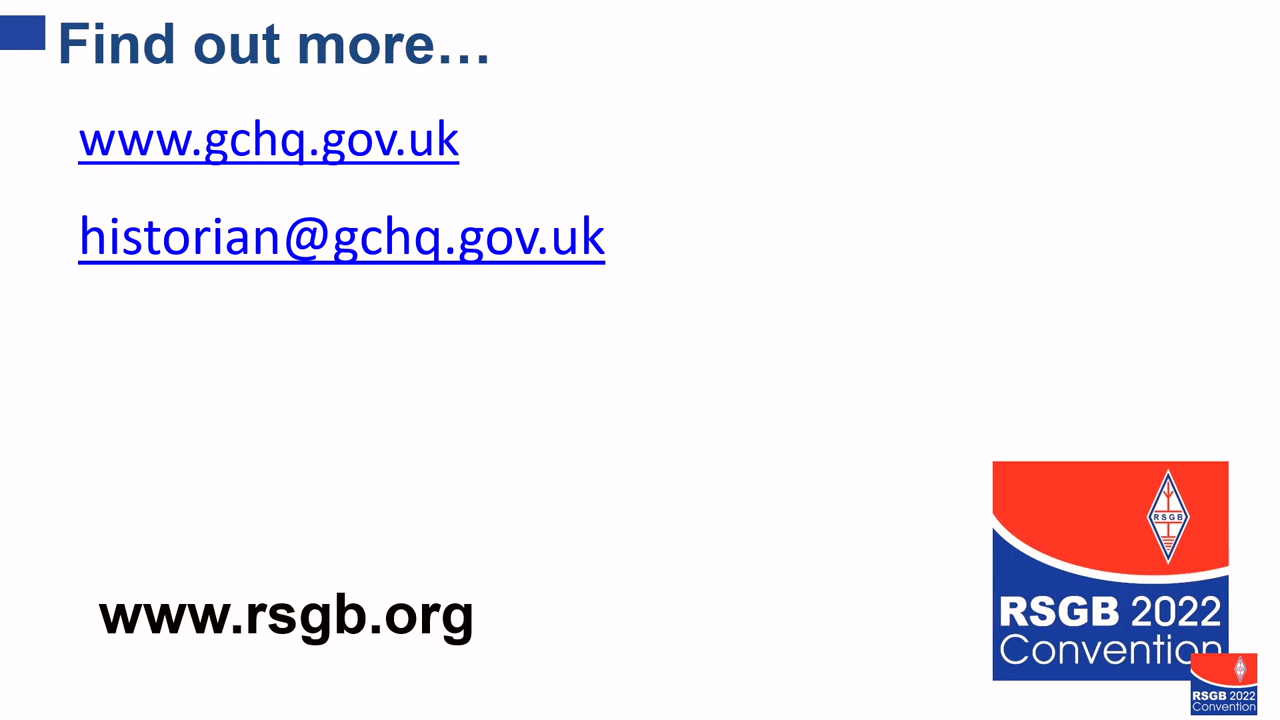 Find out more…
www.gchq.gov.uk
historian@gchq.gov.uk
www.rsgb.org
RSGB
RSGB 2022
Convention
RSGB 2022
Convention